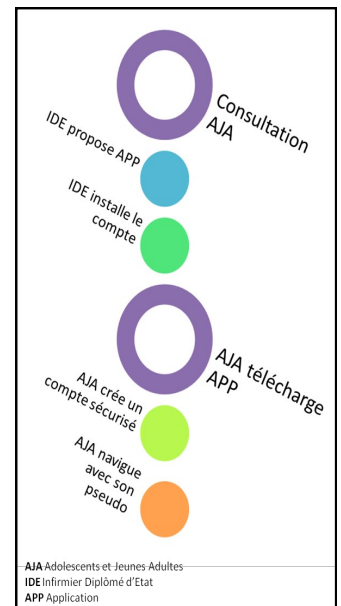 Consultation
AJA
IDE propose APP
IDE installe le
compte
AJA télécharge
APP
AJA crée un
compte sécurisé
AJA navigue
avec son
pseudo
AJA Adolescents et Jeunes Adultes
IDE Infirmier Diplômé d'Etat
APP Application